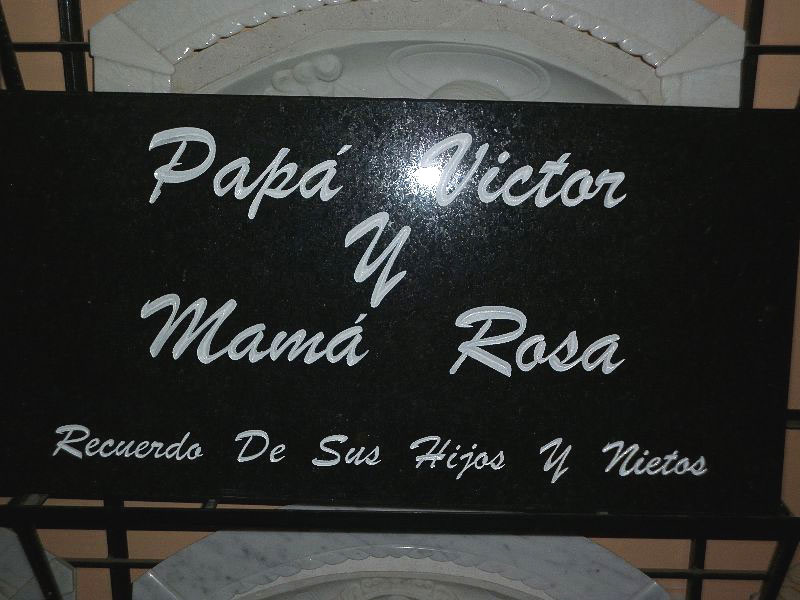 Papá Victor
Y
Mamá Rosa
Recuerdo De Sus Hijos Y Nietos